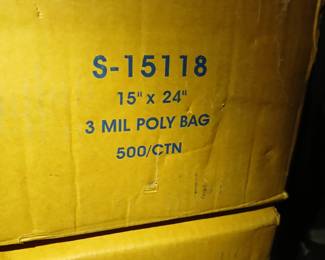 S-15118
15" x 24"
3 MIL POLY BAG
500/CTN